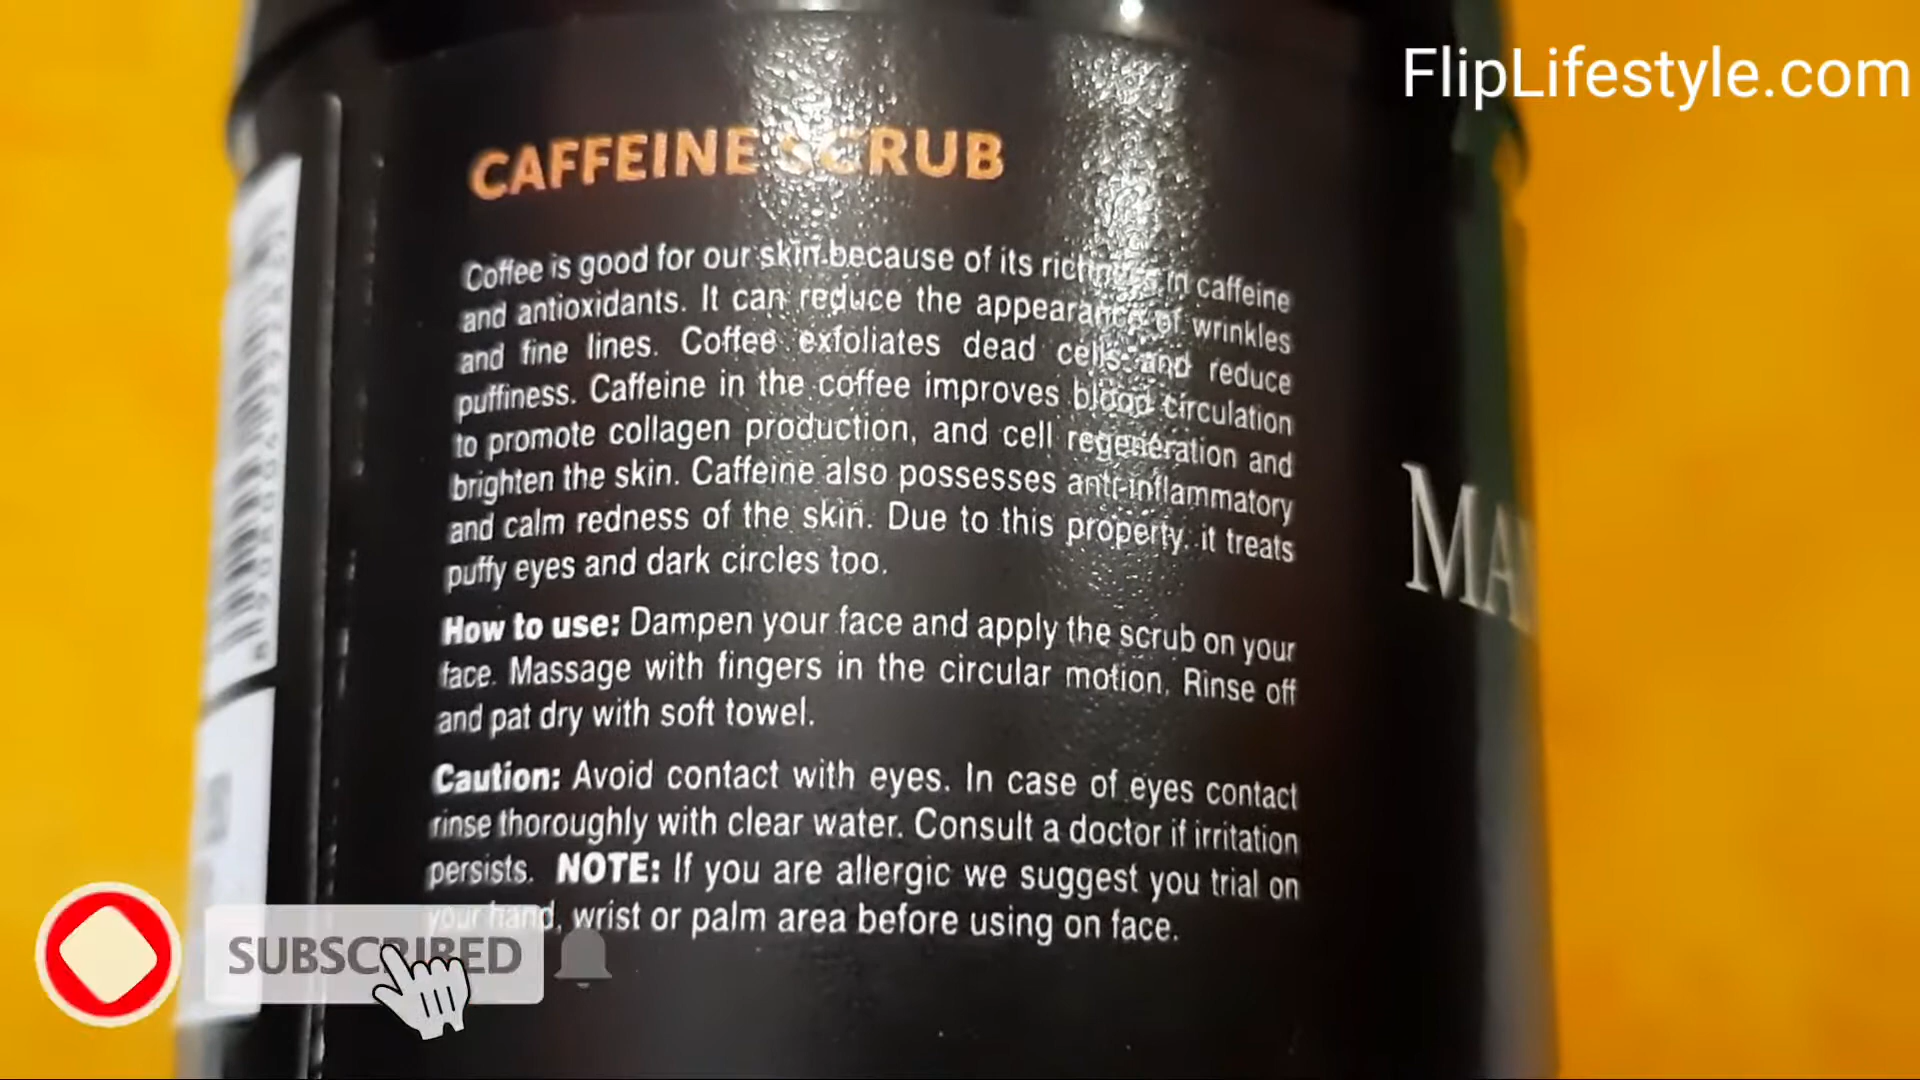 FlipLifestyle.com
CAFFEINE SCRUB
Coffee is good for our skin because of its richness in caffeine
and antioxidants. It can reduce the appearance of wrinkles
and fine lines. Coffee exfoliates dead cells and reduce
puffiness. Caffeine in the coffee improves blood circulation
to promote collagen production, and cell regeneration and
brighten the skin. Caffeine also possesses anti-inflammatory
and calm redness of the skin. Due to this property, it treats
puffy eyes and dark circles too.
How to use: Dampen your face and apply the scrub on your
face. Massage with fingers in the circular motion. Rinse off
and pat dry with soft towel.
Caution: Avoid contact with eyes. In case of eyes contact
rinse thoroughly with clear water. Consult a doctor if irritation
persists. NOTE: If you are allergic we suggest you trial on
your hand, wrist or palm area before using on face.
SUBSCRIBED